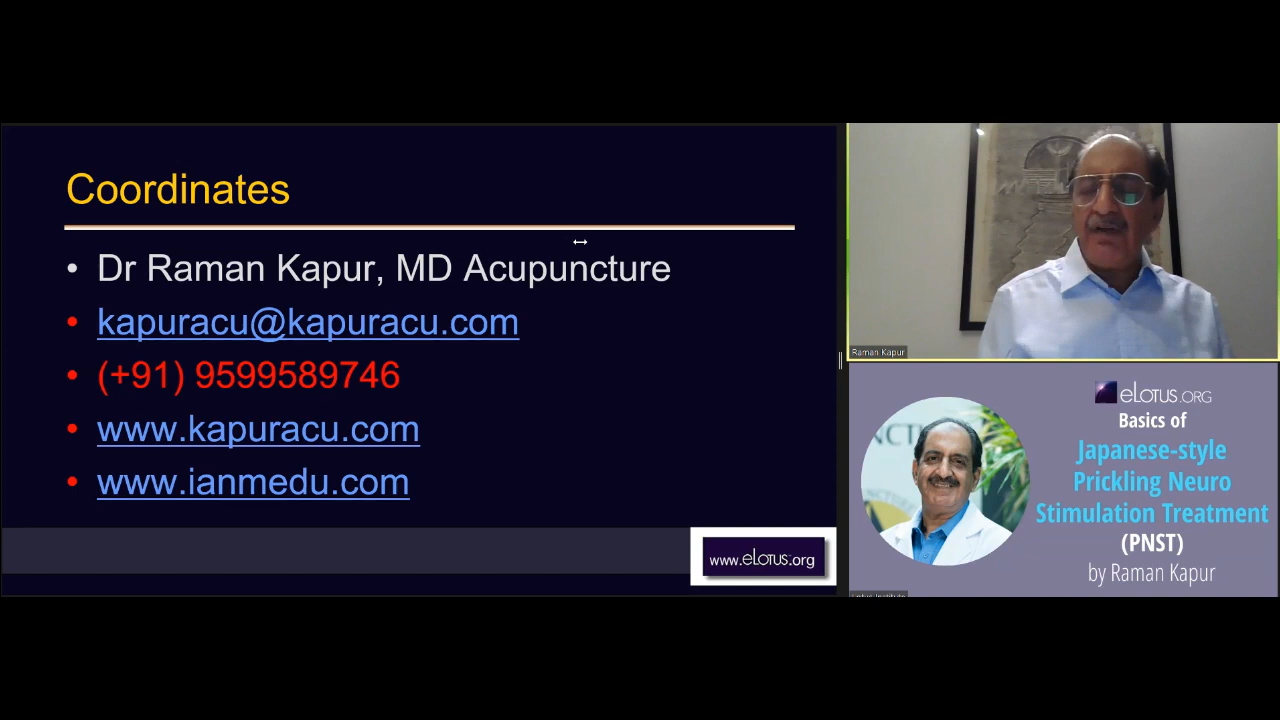 Coordinates
• Dr Raman Kapur, MD Acupuncture
• kapuracu@kapuracu.com
• (+91) 9599589746
• www.kapuracu.com
• www.ianmedu.com
www.eLOTUS.org
Raman Kapur
eLOTUS.ORG
Basics of
Japanese-style
Prickling Neuro
Stimulation Treatment
(PNST)
by Raman Kapur